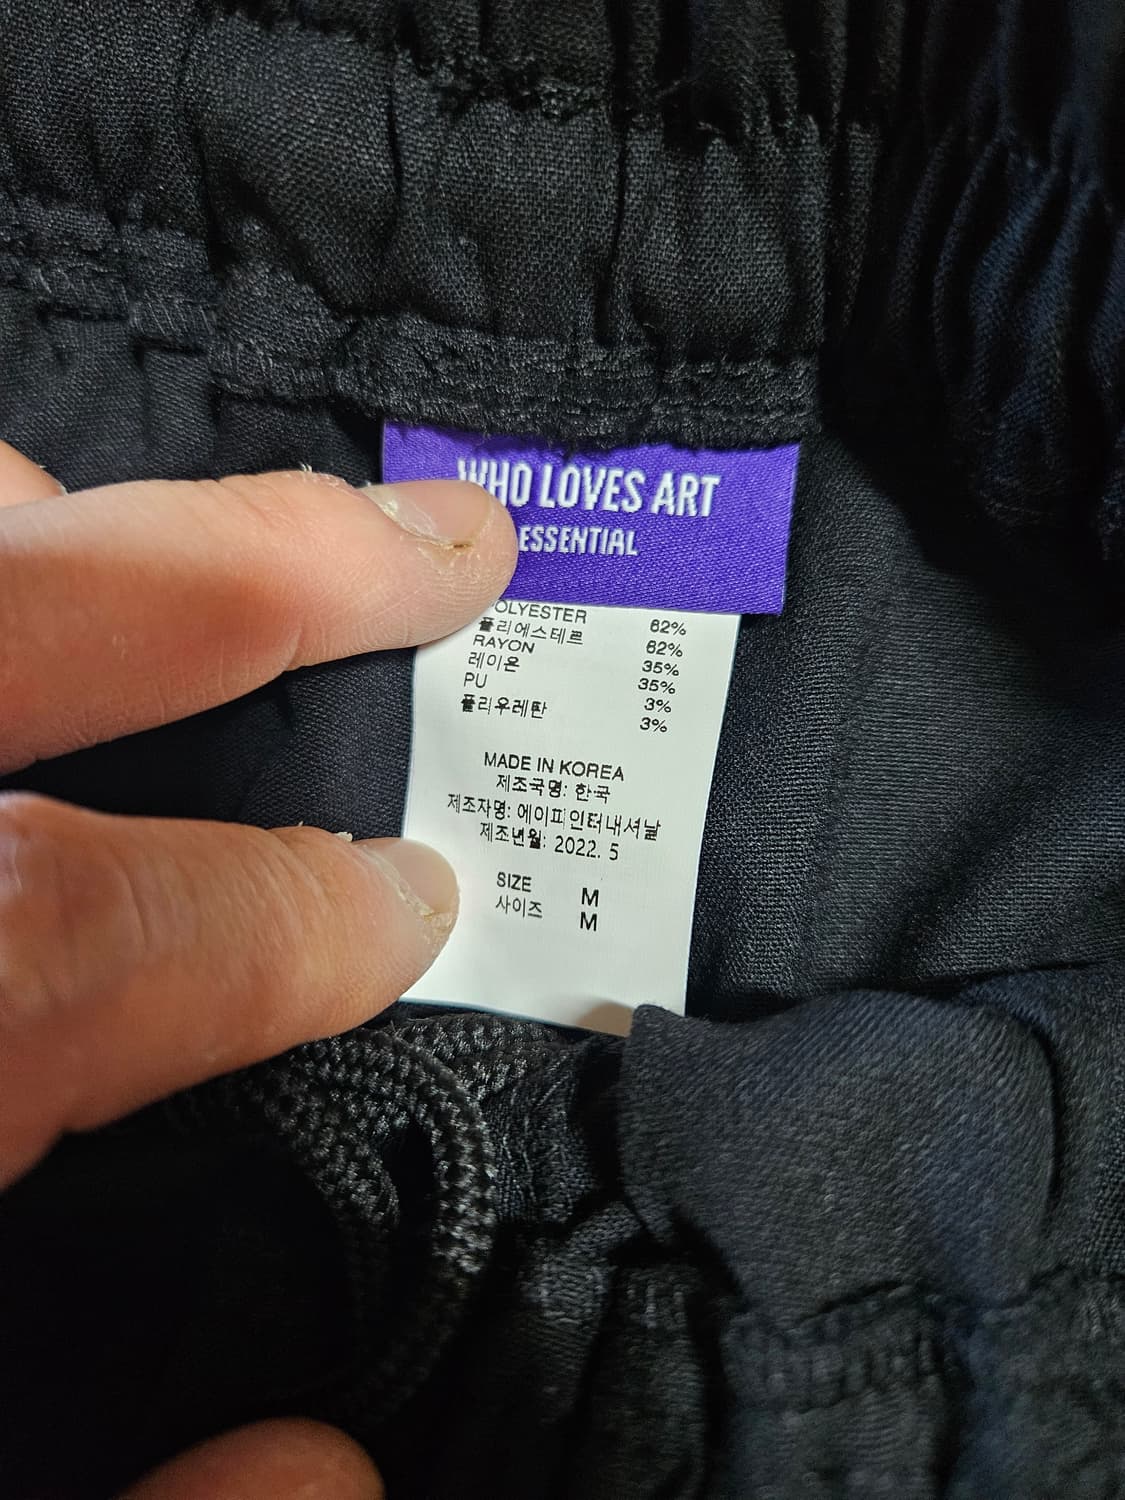 WHO LOVES ART
ESSENTIAL
OLYESTER 62%
폴리에스테르 62%
RAYON 35%
레이온 35%
PU 3%
폴리우레탄 3%
MADE IN KOREA
제조국명: 한국
제조자명: 에이피인터내셔날
제조년월: 2022. 5
SIZE M
사이즈 M